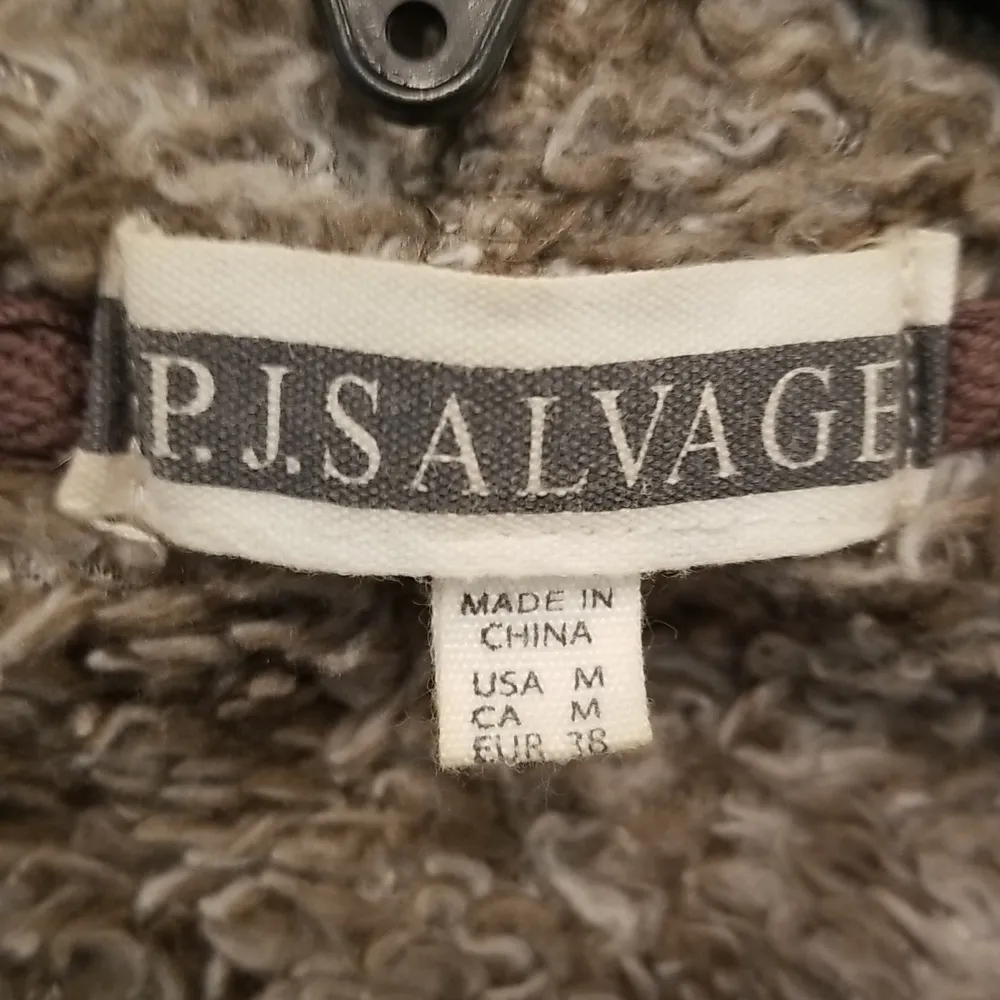 P.J. SALVAGE
MADE IN
CHINA
USA M
CA M
EUR 38